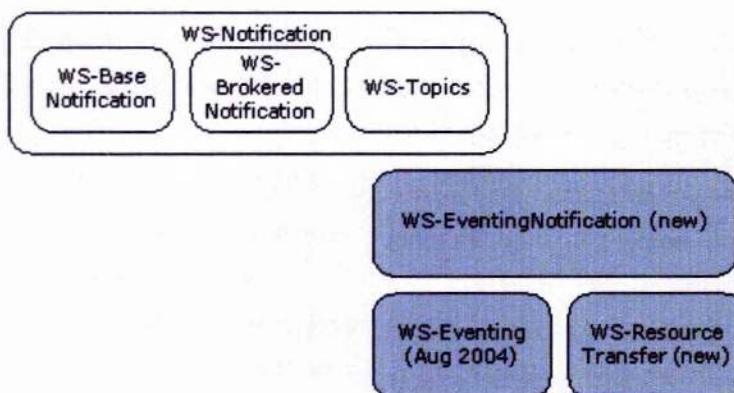 WS-Notification
WS-Base
Notification
WS-
Brokered
Notification
WS-Topics
WS-EventingNotification (new)
WS-Eventing
(Aug 2004)
WS-Resource
Transfer (new)